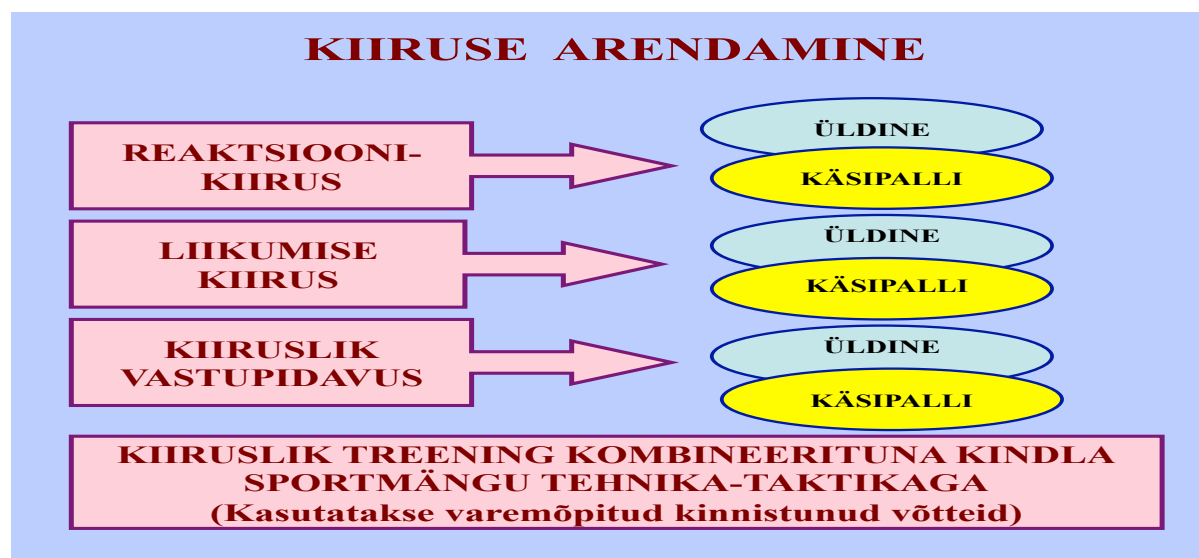 KIIRUSE ARENDAMINE
REAKTSIOONI-
KIIRUS
ÜLDINE
KÄSIPALLI
LIIKUMISE
KIIRUS
ÜLDINE
KÄSIPALLI
KIIRUSLIK
VASTUPIDAVUS
ÜLDINE
KÄSIPALLI
KIIRUSLIK TREENING KOMBINEERITUNA KINDLA
SPORTMÄNGU TEHNIKA-TAKTIKAGA
(Kasutatakse varemõpitud kinnistunud võtteid)